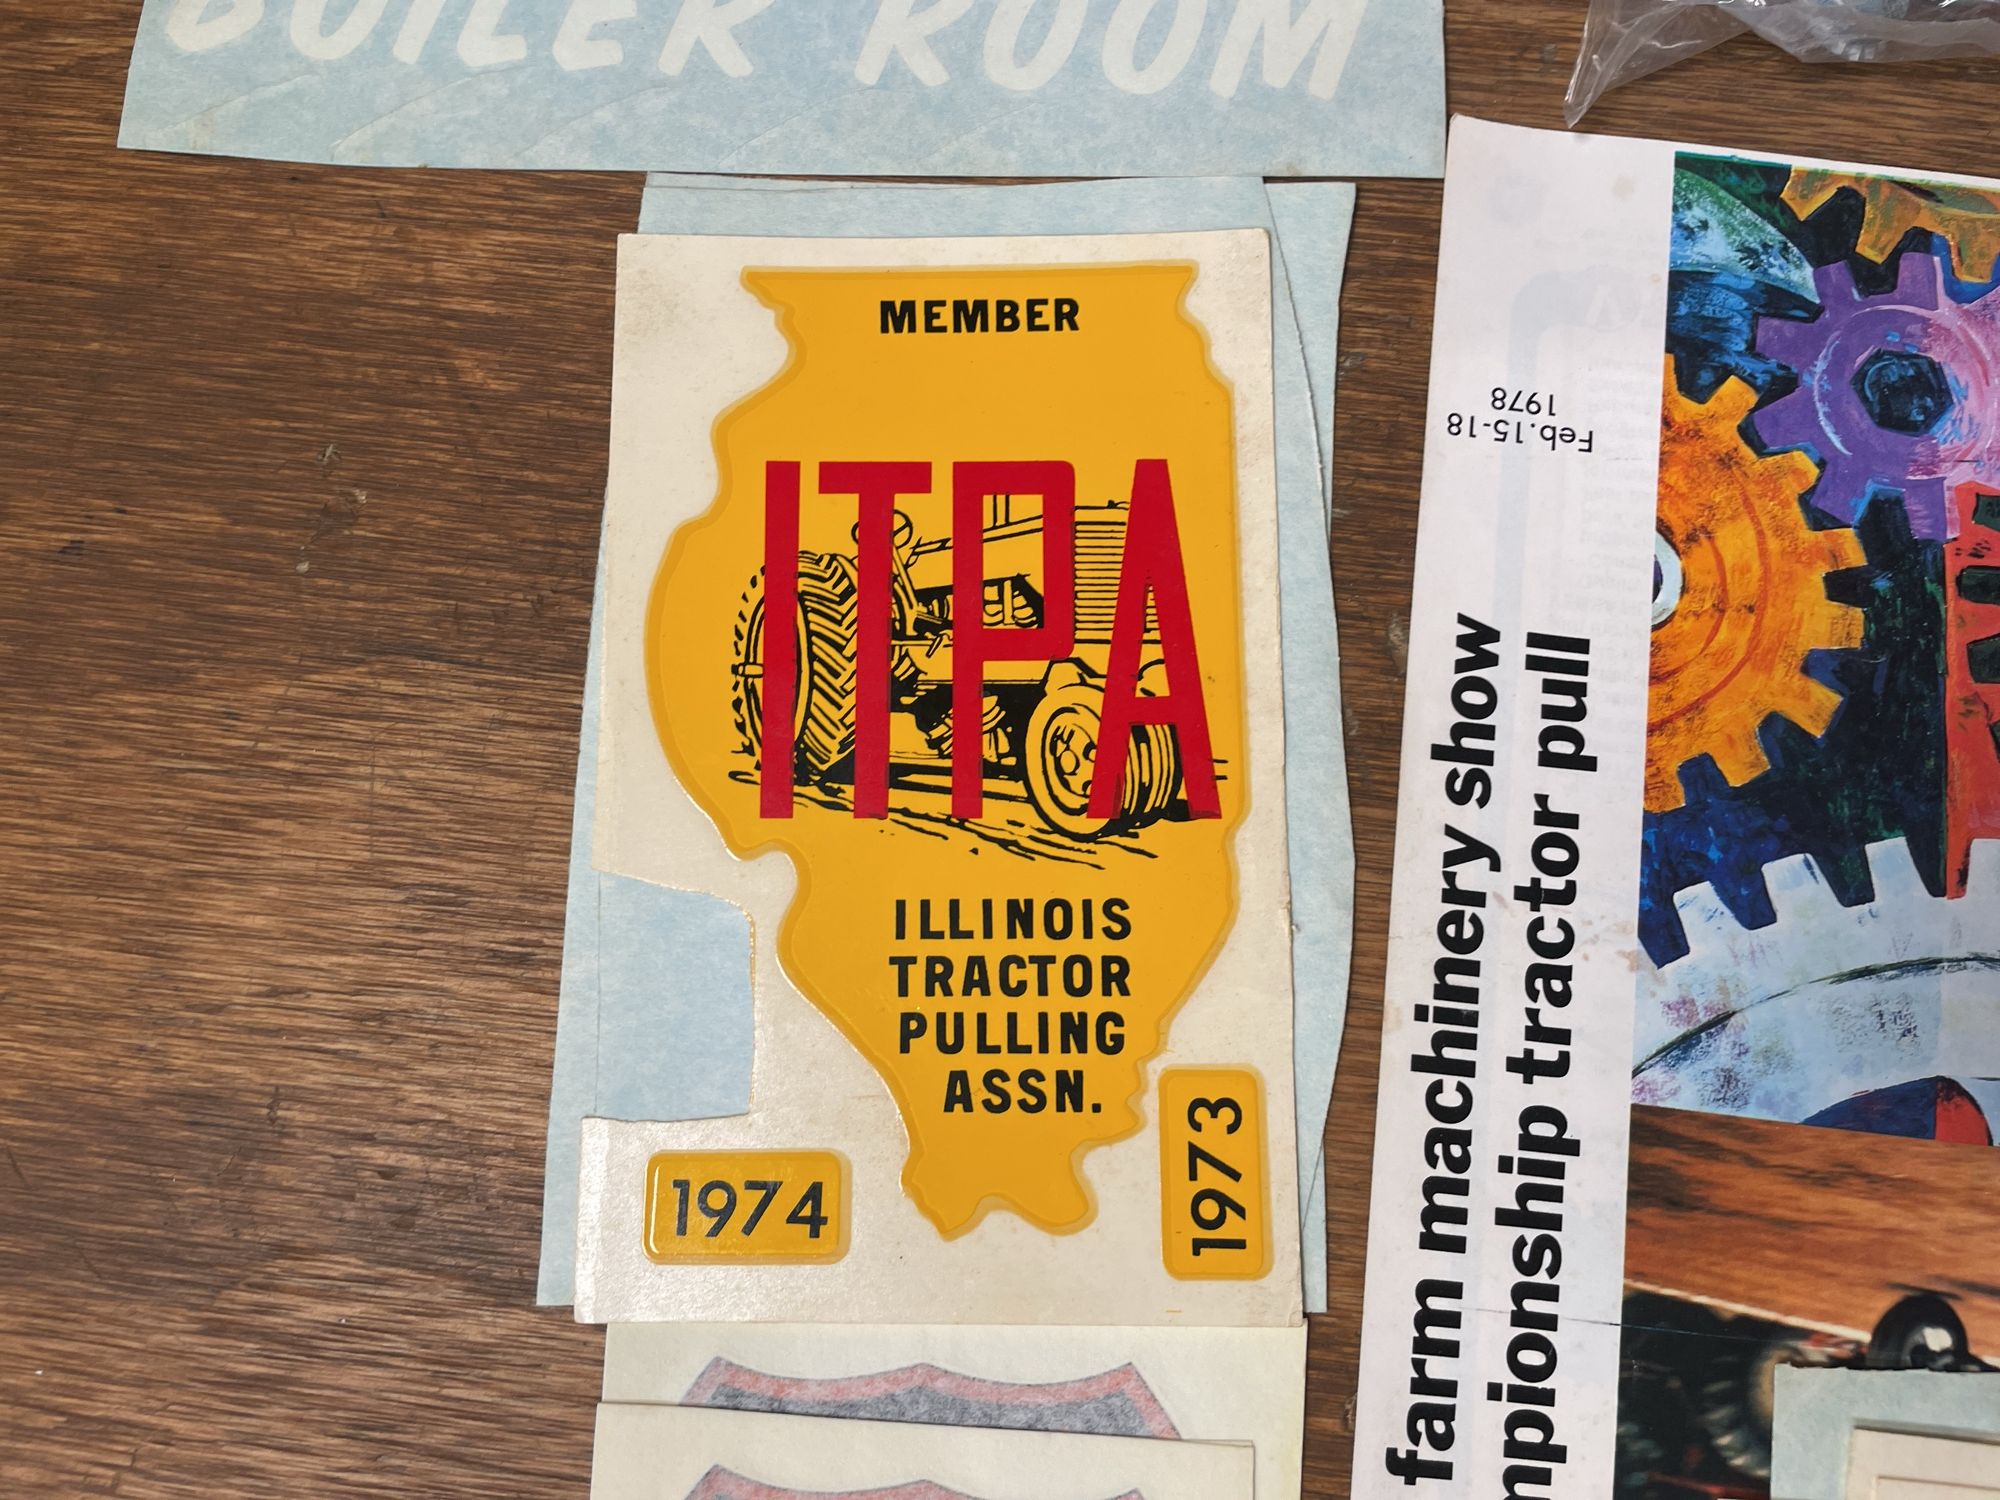 BOILER ROOM
MEMBER
ITPA
ILLINOIS
TRACTOR
PULLING
ASSN.
1974
1973
Feb.15-18
1978
farm machinery show
tractor pull